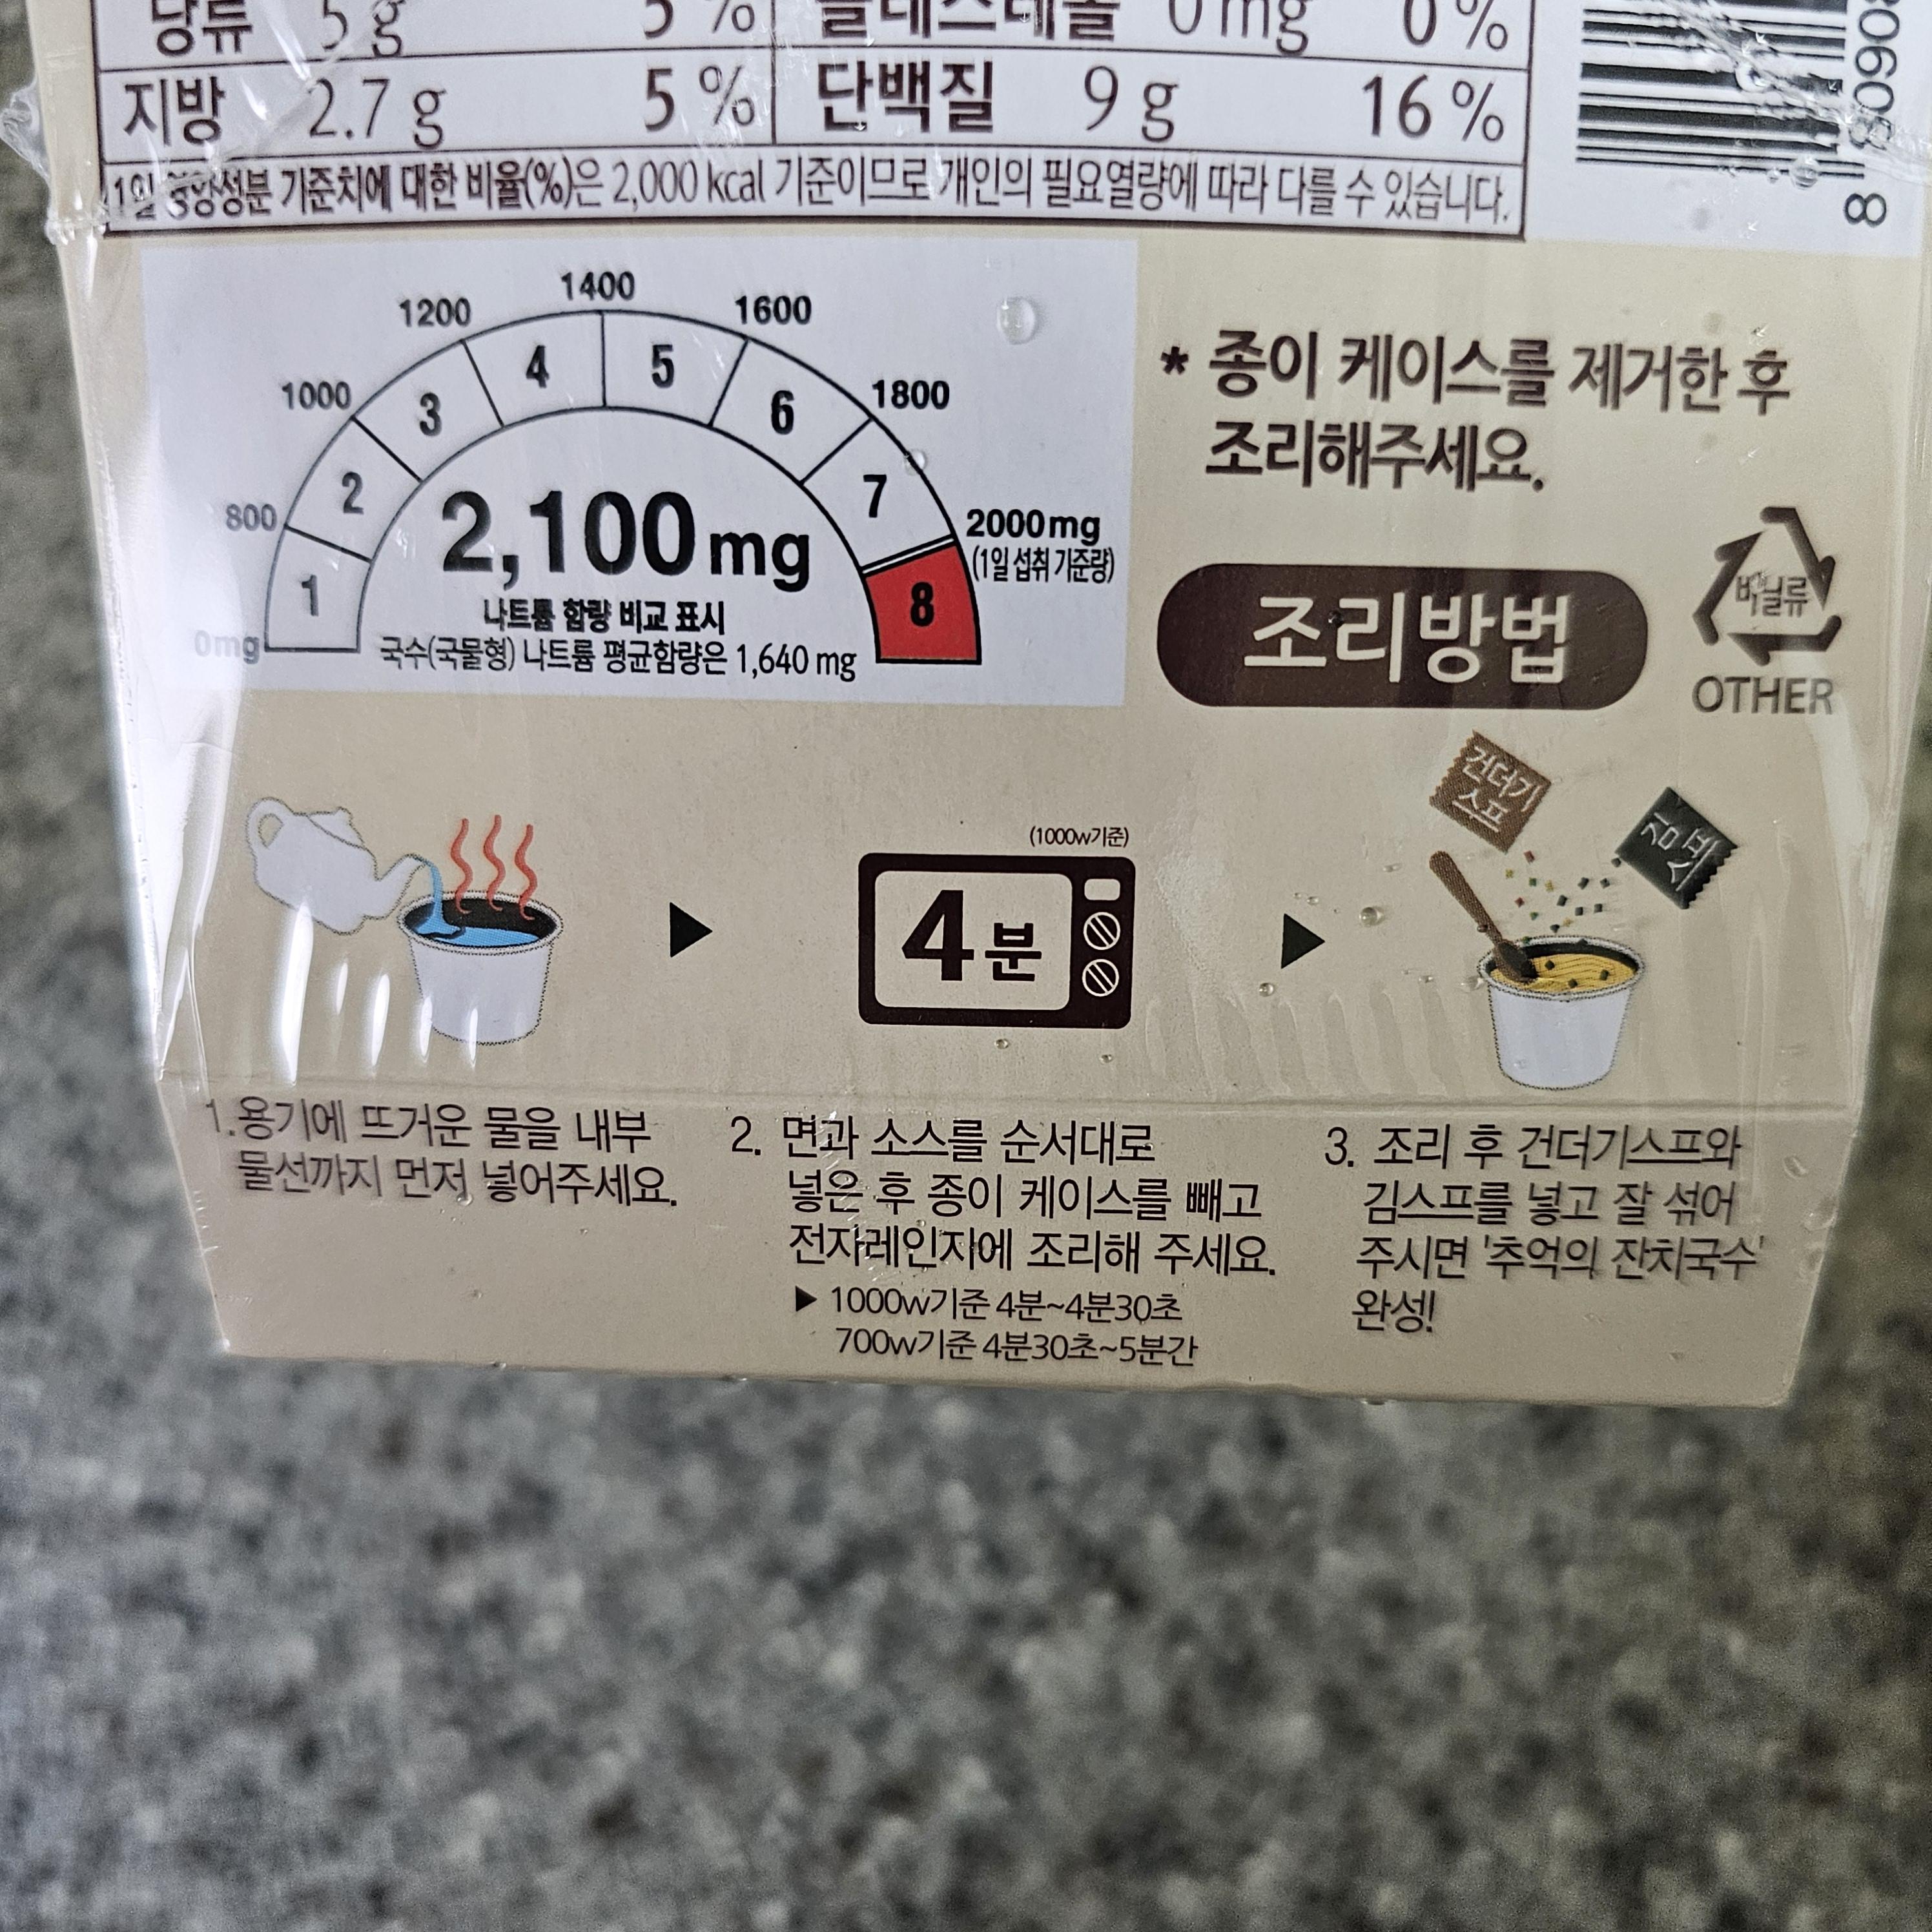 당류 5 g 5 % 콜레스테롤 0 mg 0 %
지방 2.7 g 5 % 단백질 9 g 16 %
1일 영양성분 기준치에 대한 비율(%)은 2,000 kcal 기준이므로 개인의 필요열량에 따라 다를 수 있습니다.
0mg 800 1000 1200 1400 1600 1800 2000mg
(1일 섭취 기준량)
1 2 3 4 5 6 7 8
2,100 mg
나트륨 함량 비교 표시
국수(국물형) 나트륨 평균함량은 1,640 mg
* 종이 케이스를 제거한 후
조리해주세요.
조리방법
비닐류
OTHER
(1000w기준)
4분
건더기
스프
김
스프
1.용기에 뜨거운 물을 내부
물선까지 먼저 넣어주세요.
2. 면과 소스를 순서대로
넣은 후 종이 케이스를 빼고
전자레인지에 조리해 주세요.
▶ 1000w기준 4분~4분30초
700w기준 4분30초~5분간
3. 조리 후 건더기스프와
김스프를 넣고 잘 섞어
주시면 '추억의 잔치국수'
완성!